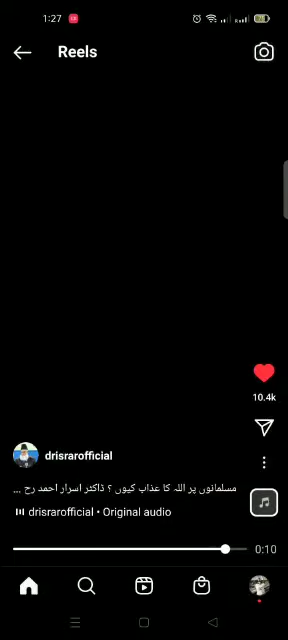 1:27
Reels
10.4k
drisrarofficial
مسلمانوں پر اللہ کا عذاب کیوں ؟ ڈاکٹر اسرار احمد رح ...
drisrarofficial • Original audio
0:10